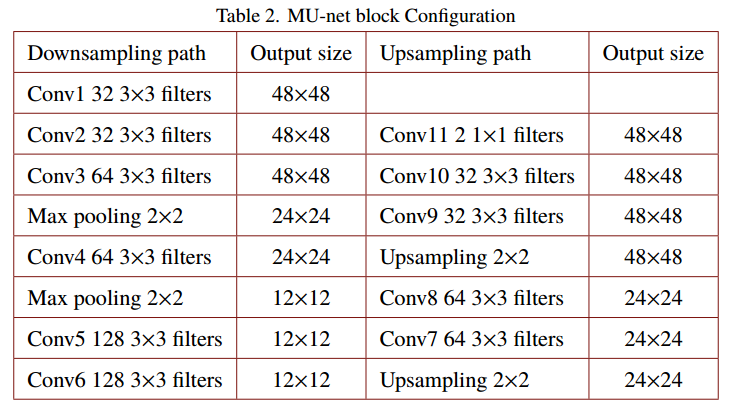 Table 2. MU-net block Configuration
Downsampling path Output size Upsampling path Output size
Conv1 32 3×3 filters 48×48
Conv2 32 3×3 filters 48×48 Conv11 2 1×1 filters 48×48
Conv3 64 3×3 filters 48×48 Conv10 32 3×3 filters 48×48
Max pooling 2×2 24×24 Conv9 32 3×3 filters 48×48
Conv4 64 3×3 filters 24×24 Upsampling 2×2 48×48
Max pooling 2×2 12×12 Conv8 64 3×3 filters 24×24
Conv5 128 3×3 filters 12×12 Conv7 64 3×3 filters 24×24
Conv6 128 3×3 filters 12×12 Upsampling 2×2 24×24